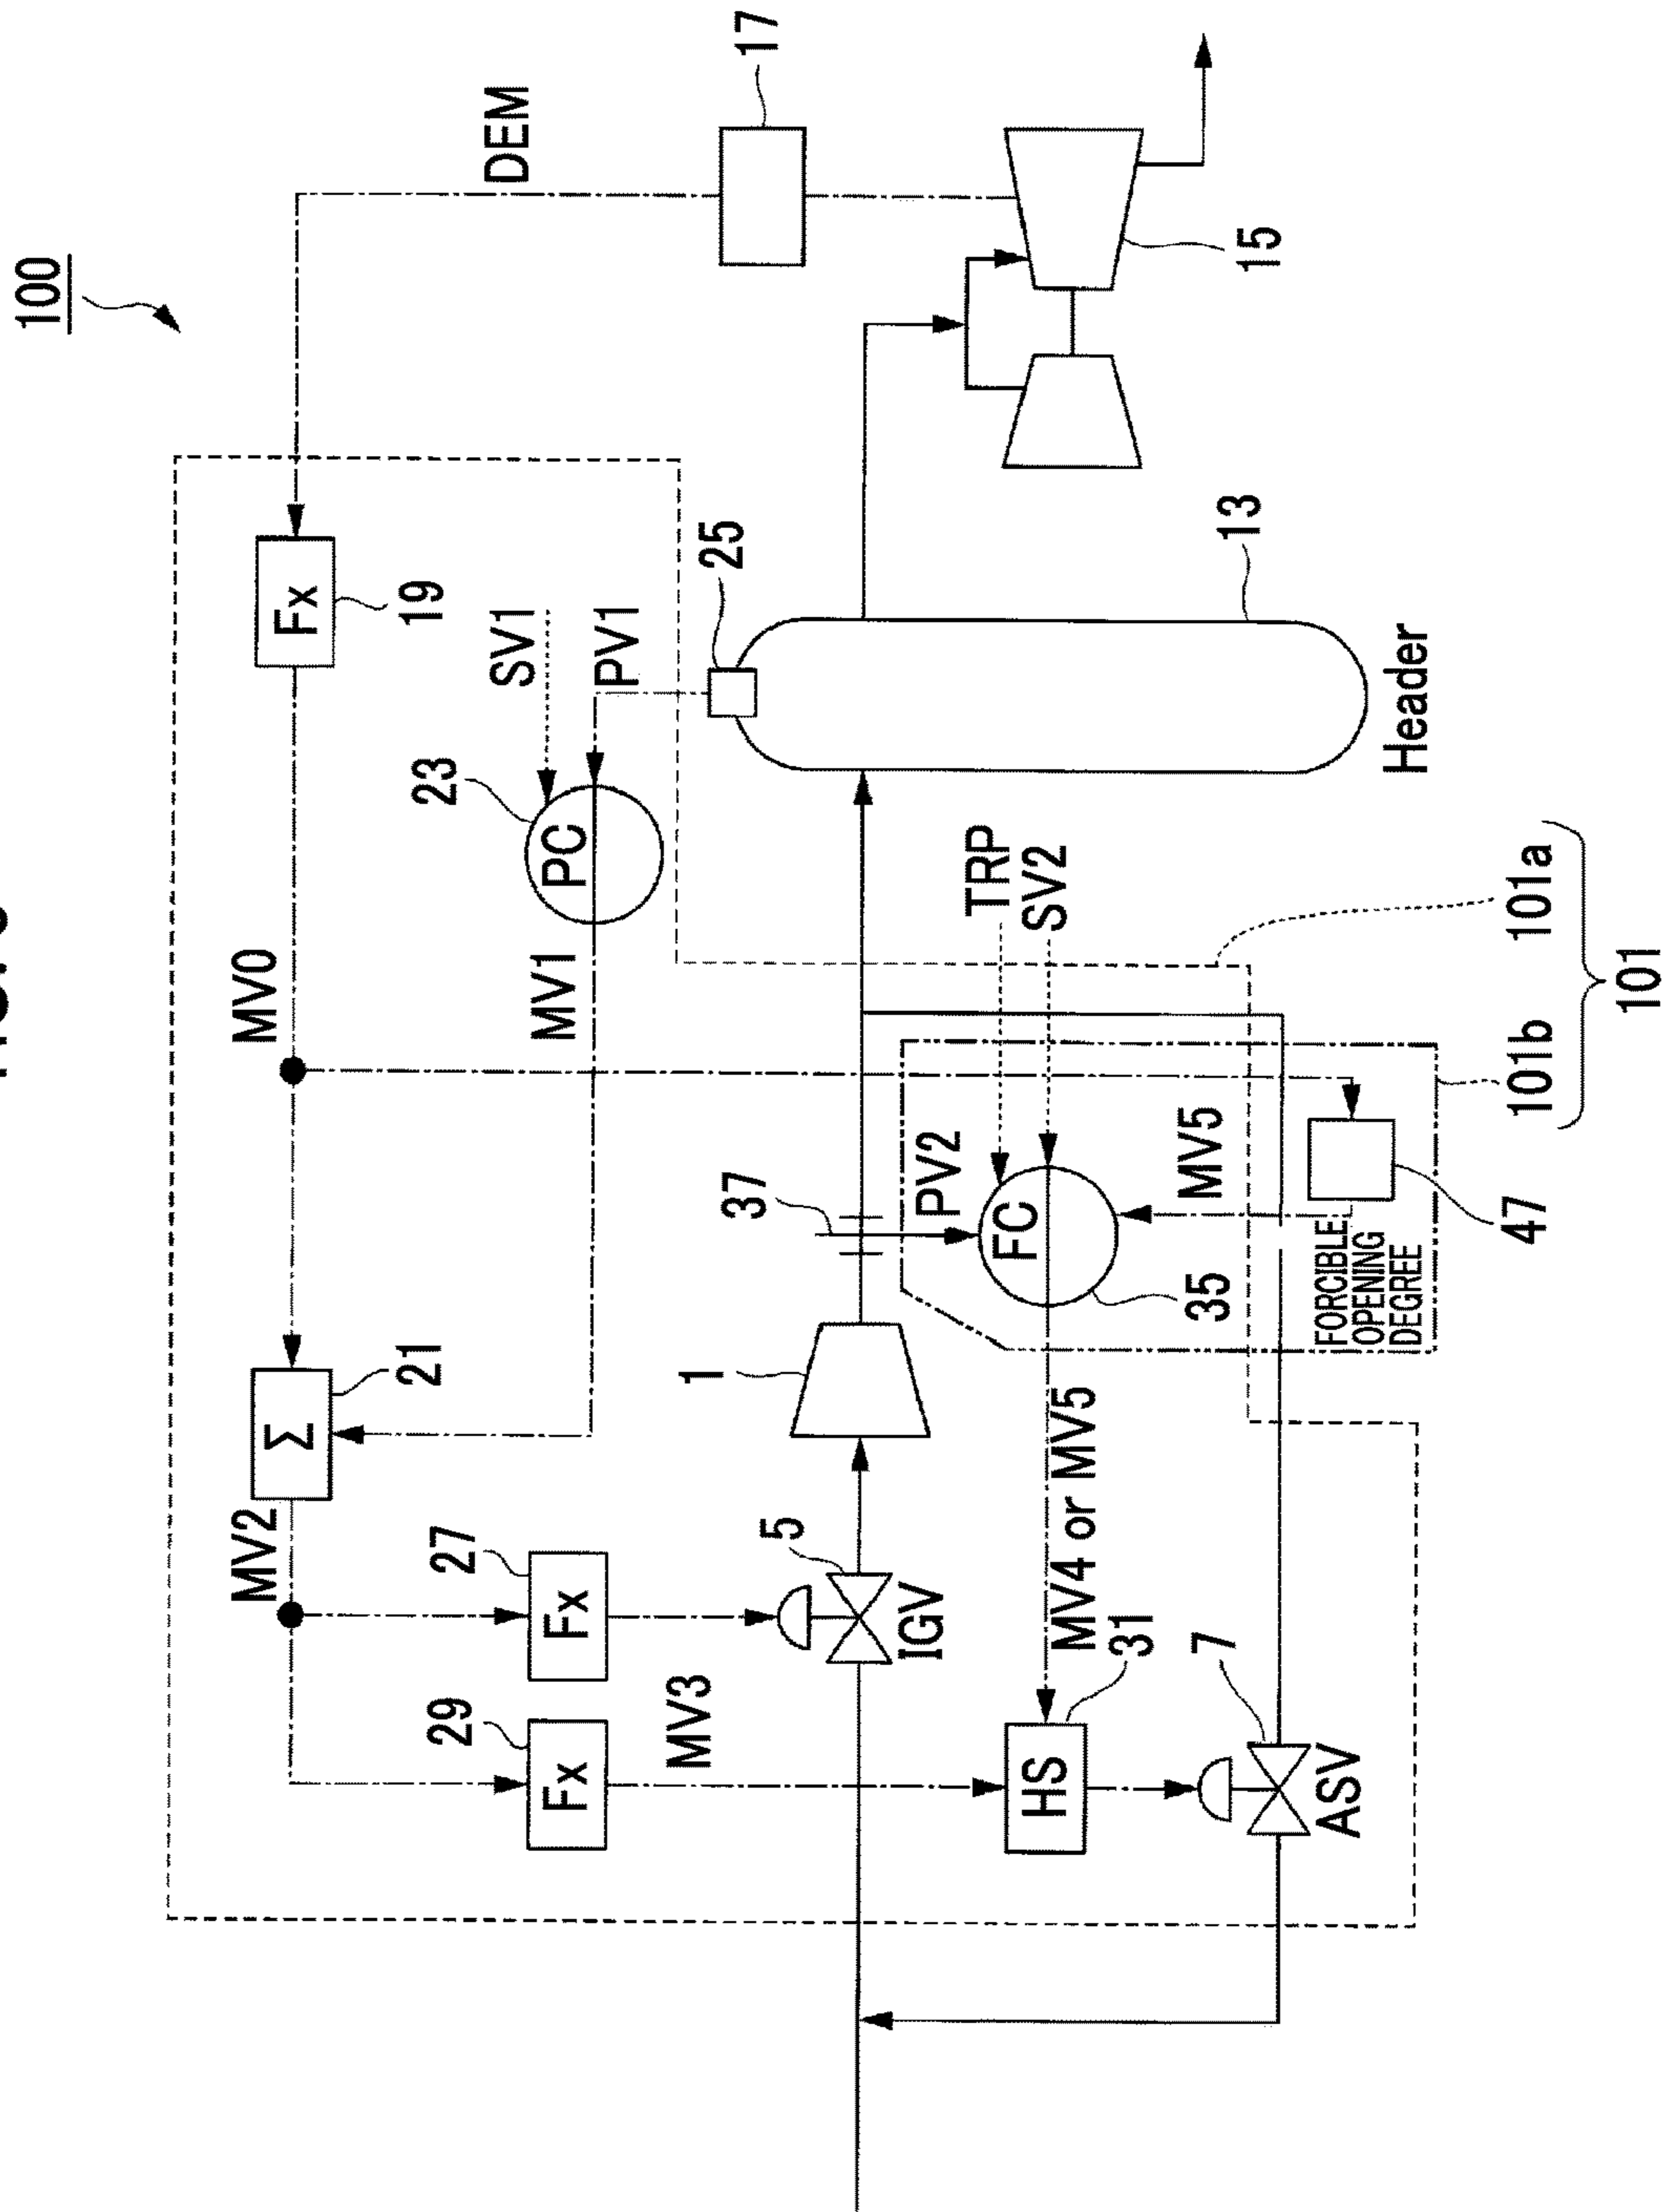 100
DEM
17
Fx
19
MV0
SV1
PV1
25
23
PC
MV1
21
Σ
MV2
27
Fx
29
Fx
MV3
5
IGV
1
37
PV2
TRP
SV2
FC
35
MV5
FORCIBLE
OPENING
DEGREE
47
MV4 or MV5
31
HS
7
ASV
13
Header
15
101a
101b
101